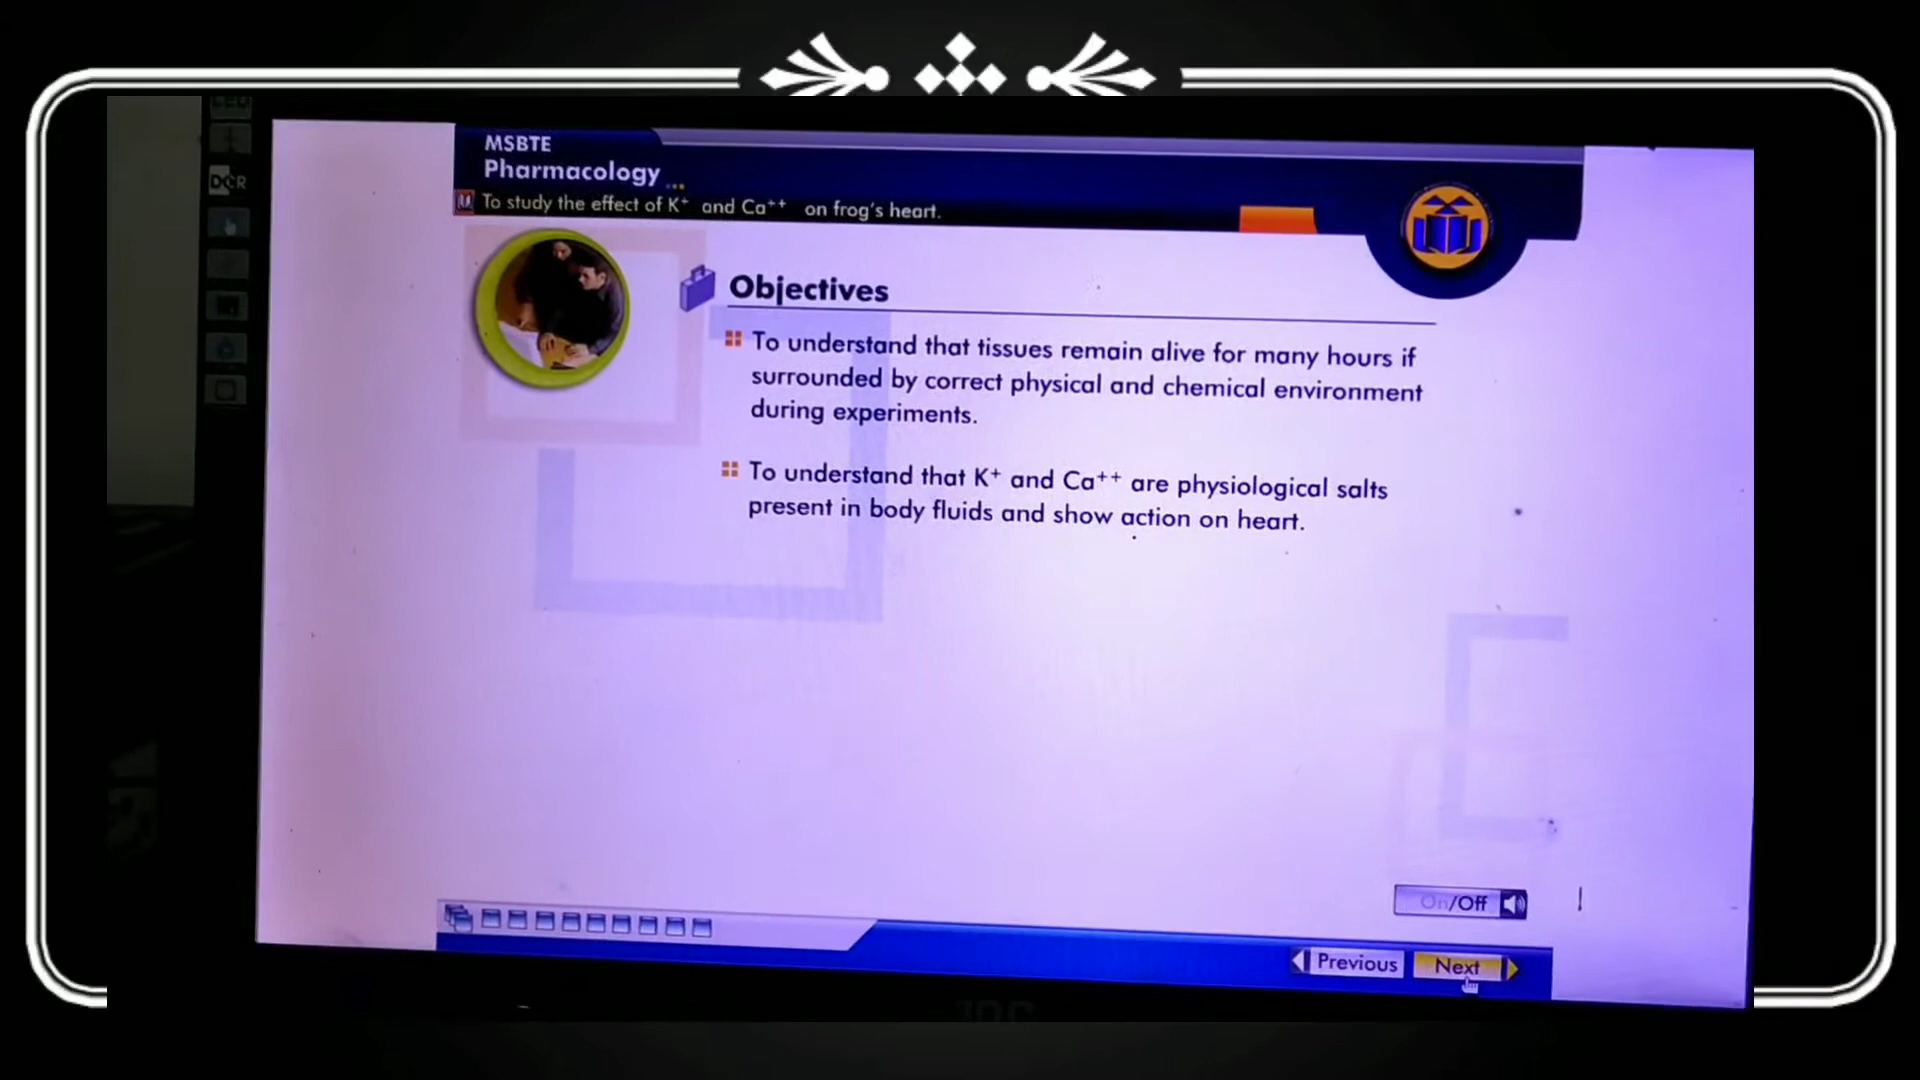 MSBTE
Pharmacology ...
To study the effect of K⁺ and Ca⁺⁺ on frog's heart.
Objectives
To understand that tissues remain alive for many hours if
surrounded by correct physical and chemical environment
during experiments.
To understand that K⁺ and Ca⁺⁺ are physiological salts
present in body fluids and show action on heart.
On/Off
Previous
Next